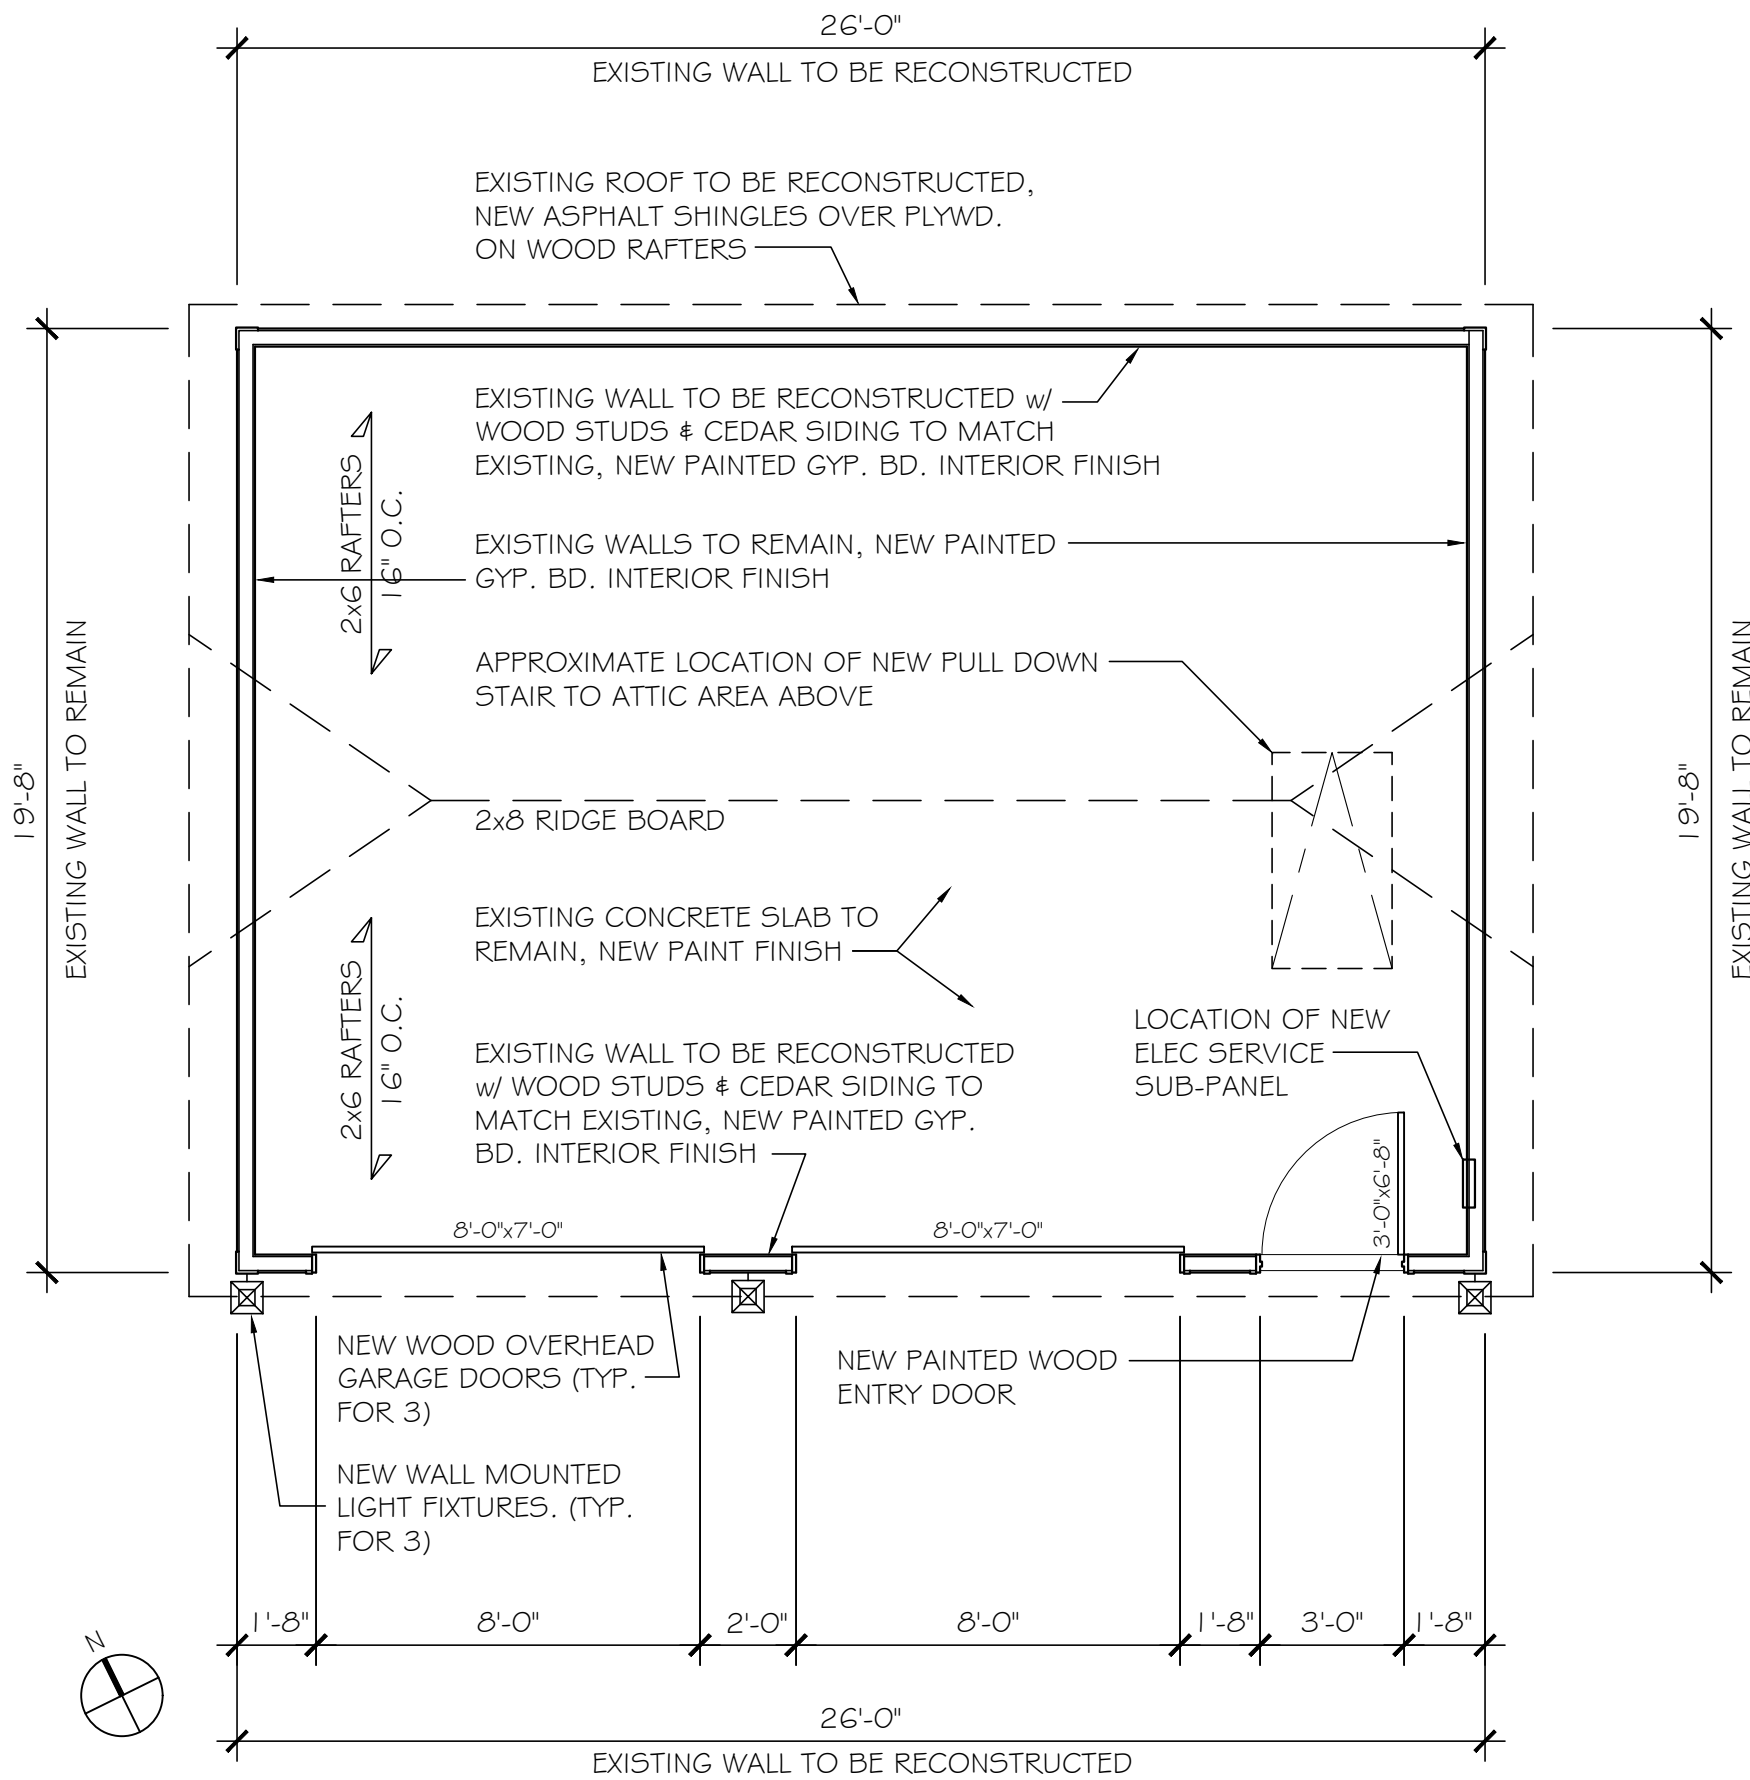 26'-0"
EXISTING WALL TO BE RECONSTRUCTED
EXISTING ROOF TO BE RECONSTRUCTED,
NEW ASPHALT SHINGLES OVER PLYWD.
ON WOOD RAFTERS
EXISTING WALL TO BE RECONSTRUCTED w/
WOOD STUDS & CEDAR SIDING TO MATCH
EXISTING, NEW PAINTED GYP. BD. INTERIOR FINISH
2x6 RAFTERS
16" O.C.
EXISTING WALLS TO REMAIN, NEW PAINTED
GYP. BD. INTERIOR FINISH
19'-8"
EXISTING WALL TO REMAIN
APPROXIMATE LOCATION OF NEW PULL DOWN
STAIR TO ATTIC AREA ABOVE
19'-8"
EXISTING WALL TO REMAIN
2x8 RIDGE BOARD
EXISTING CONCRETE SLAB TO
REMAIN, NEW PAINT FINISH
2x6 RAFTERS
16" O.C.
EXISTING WALL TO BE RECONSTRUCTED
w/ WOOD STUDS & CEDAR SIDING TO
MATCH EXISTING, NEW PAINTED GYP.
BD. INTERIOR FINISH
LOCATION OF NEW
ELEC SERVICE
SUB-PANEL
8'-0"x7'-0"
8'-0"x7'-0"
3'-0"x6'-8"
NEW WOOD OVERHEAD
GARAGE DOORS (TYP.
FOR 3)
NEW PAINTED WOOD
ENTRY DOOR
NEW WALL MOUNTED
LIGHT FIXTURES. (TYP.
FOR 3)
1'-8" 8'-0" 2'-0" 8'-0" 1'-8" 3'-0" 1'-8"
N
26'-0"
EXISTING WALL TO BE RECONSTRUCTED